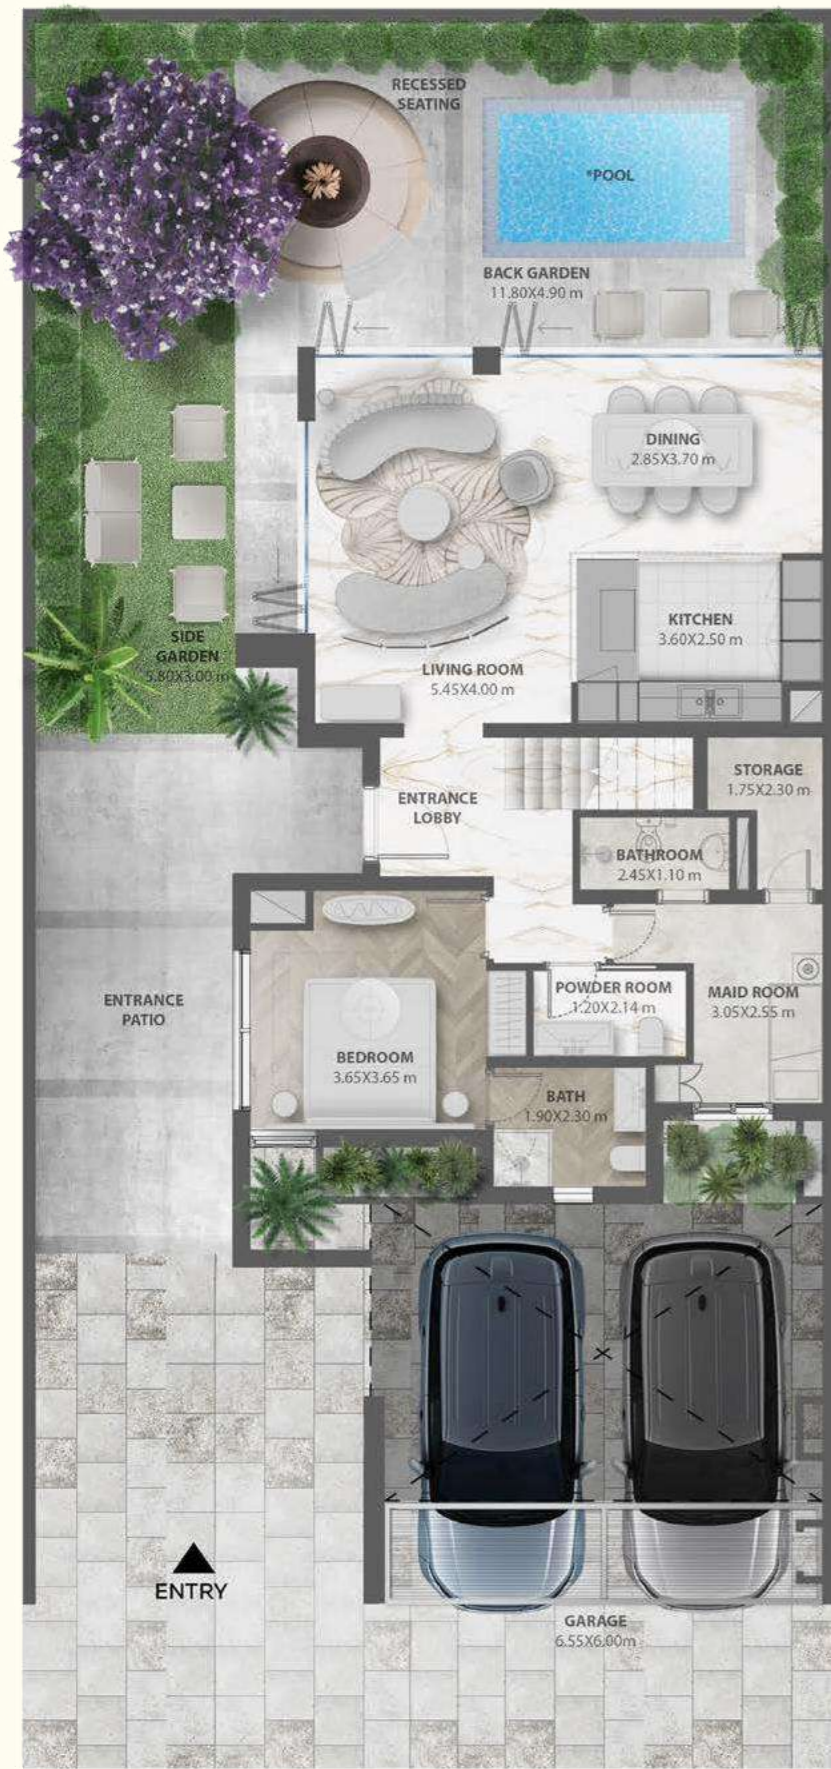 RECESSED
SEATING
*POOL
BACK GARDEN
11.80X4.90 m
DINING
2.85X3.70 m
KITCHEN
3.60X2.50 m
SIDE
GARDEN
5.80X3.00 m
LIVING ROOM
5.45X4.00 m
STORAGE
1.75X2.30 m
ENTRANCE
LOBBY
BATHROOM
2.45X1.10 m
ENTRANCE
PATIO
POWDER ROOM
1.20X2.14 m
MAID ROOM
3.05X2.55 m
BEDROOM
3.65X3.65 m
BATH
1.90X2.30 m
ENTRY
GARAGE
6.55X6.00m